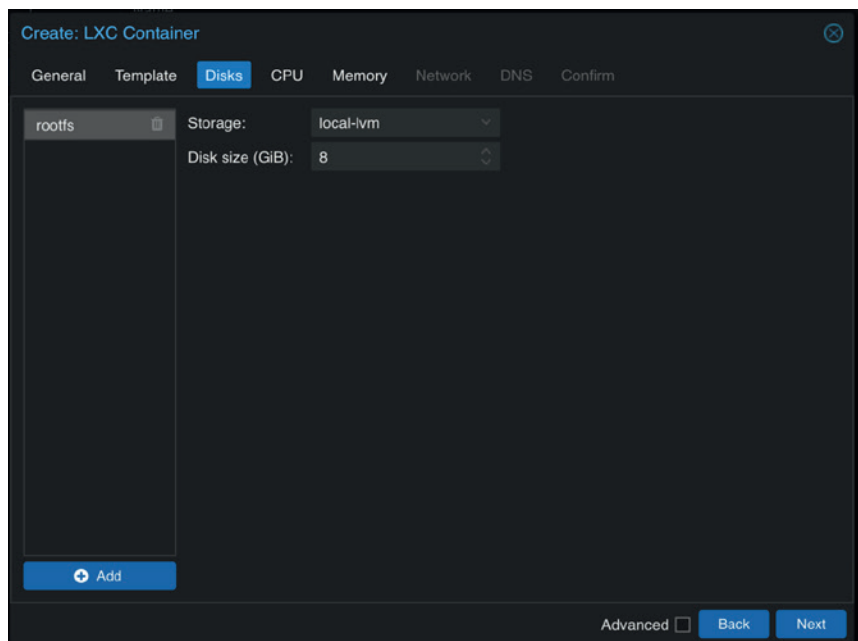 Create: LXC Container
General Template Disks CPU Memory Network DNS Confirm
rootfs
Storage: local-lvm
Disk size (GiB): 8
Add
Advanced Back Next